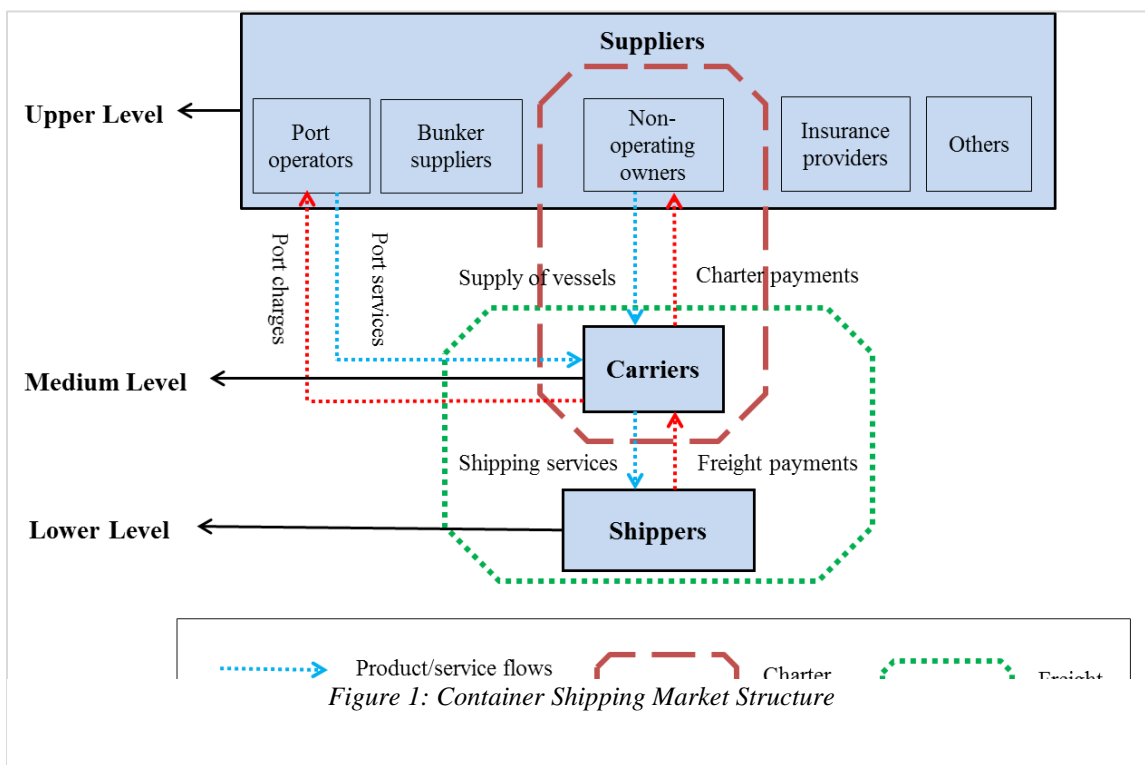 Suppliers
Upper Level
Port
operators
Bunker
suppliers
Non-
operating
owners
Insurance
providers
Others
Port charges
Port services
Supply of vessels
Charter payments
Medium Level
Carriers
Shipping services
Freight payments
Lower Level
Shippers
Product/service flows
Charter
Freight
Figure 1: Container Shipping Market Structure